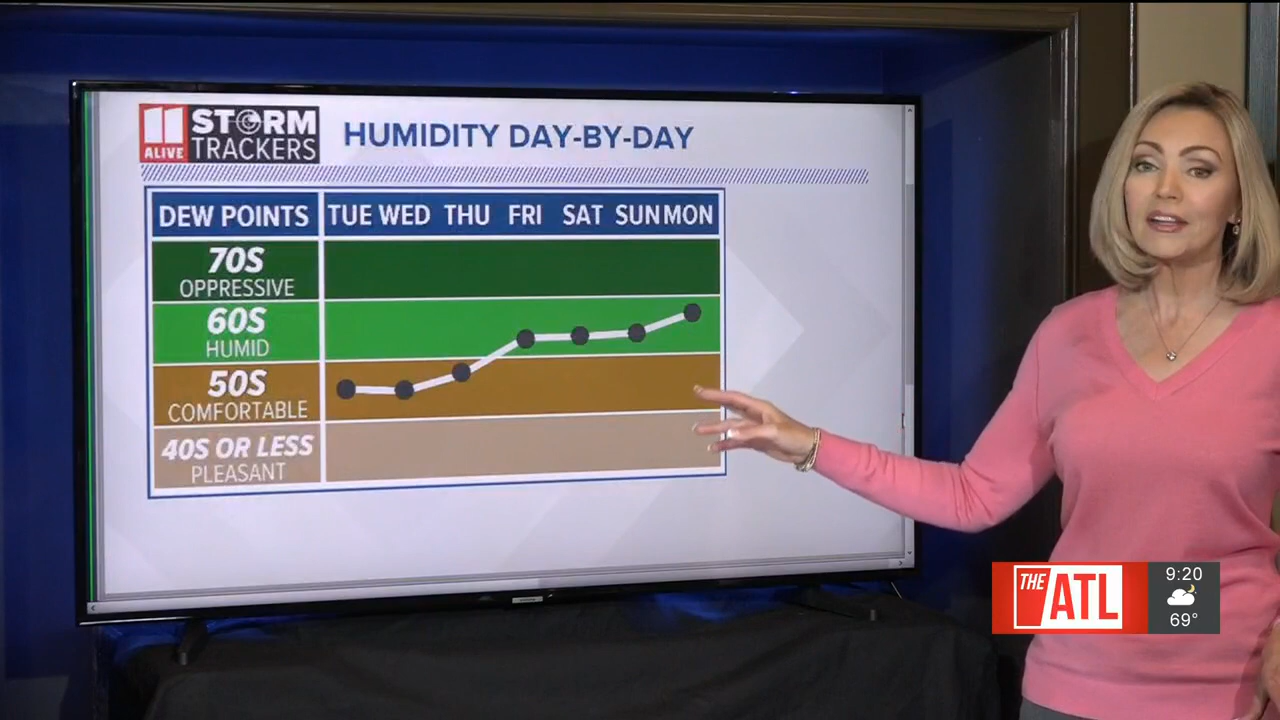 11
ALIVE
STORM
TRACKERS
HUMIDITY DAY-BY-DAY
DEW POINTS TUE WED THU FRI SAT SUN MON
70S
OPPRESSIVE
60S
HUMID
50S
COMFORTABLE
40S OR LESS
PLEASANT
THE ATL
9:20
69°